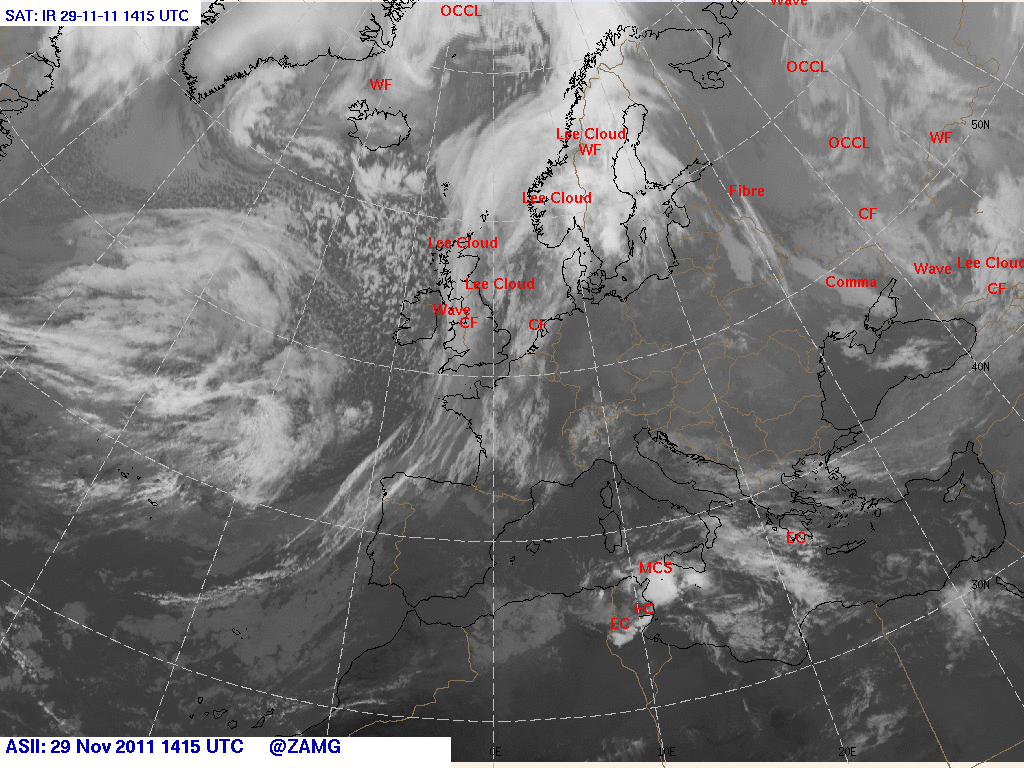 Wave
OCCL
SAT: IR 29-11-11 1415 UTC
OCCL
WF
50N
Lee Cloud
WF
OCCL
WF
Fibre
Lee Cloud
CF
Lee Cloud
Wave
Lee Cloud
Lee Cloud
Comma
CF
Wave
CF
CF
40N
EC
MCS
30N
EC
EC
ASII: 29 Nov 2011 1415 UTC @ZAMG
0E
10E
20E